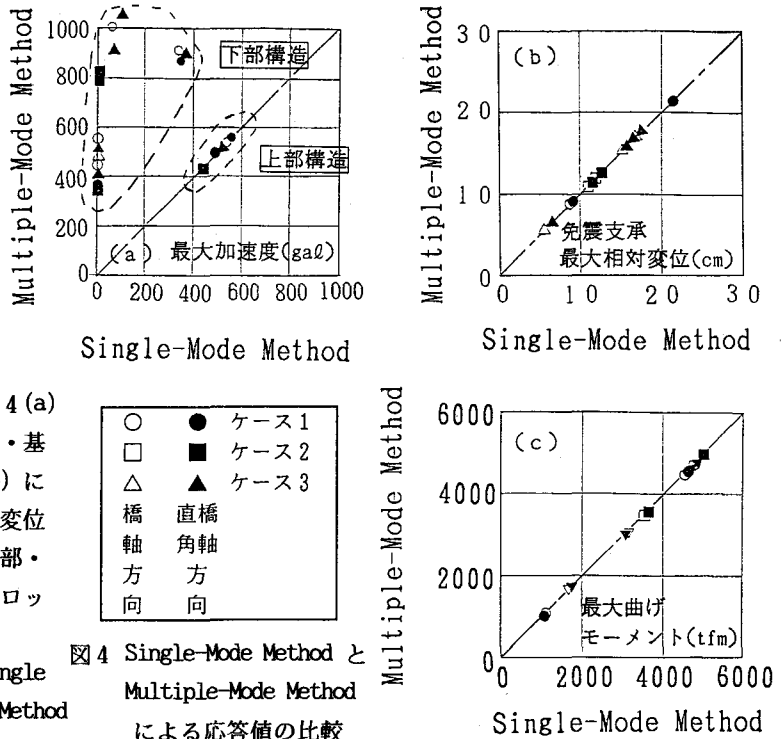 Multiple-Mode Method
1000
800
600
400
200
0
下部構造
上部構造
(a) 最大加速度(gal)
0 200 400 600 800 1000
Single-Mode Method
Multiple-Mode Method
30
20
10
0
(b)
免震支承
最大相対変位(cm)
0 10 20 30
Single-Mode Method
4(a)
・基
)に
変位
部・
ロッ
ngle
Method
○ ● ケース1
□ ■ ケース2
△ ▲ ケース3
橋 直橋
軸 角軸
方 方
向 向
図4 Single-Mode Method と
Multiple-Mode Method
による応答値の比較
Multiple-Mode Method
6000
4000
2000
0
(c)
最大曲げ
モーメント(tfm)
0 2000 4000 6000
Single-Mode Method